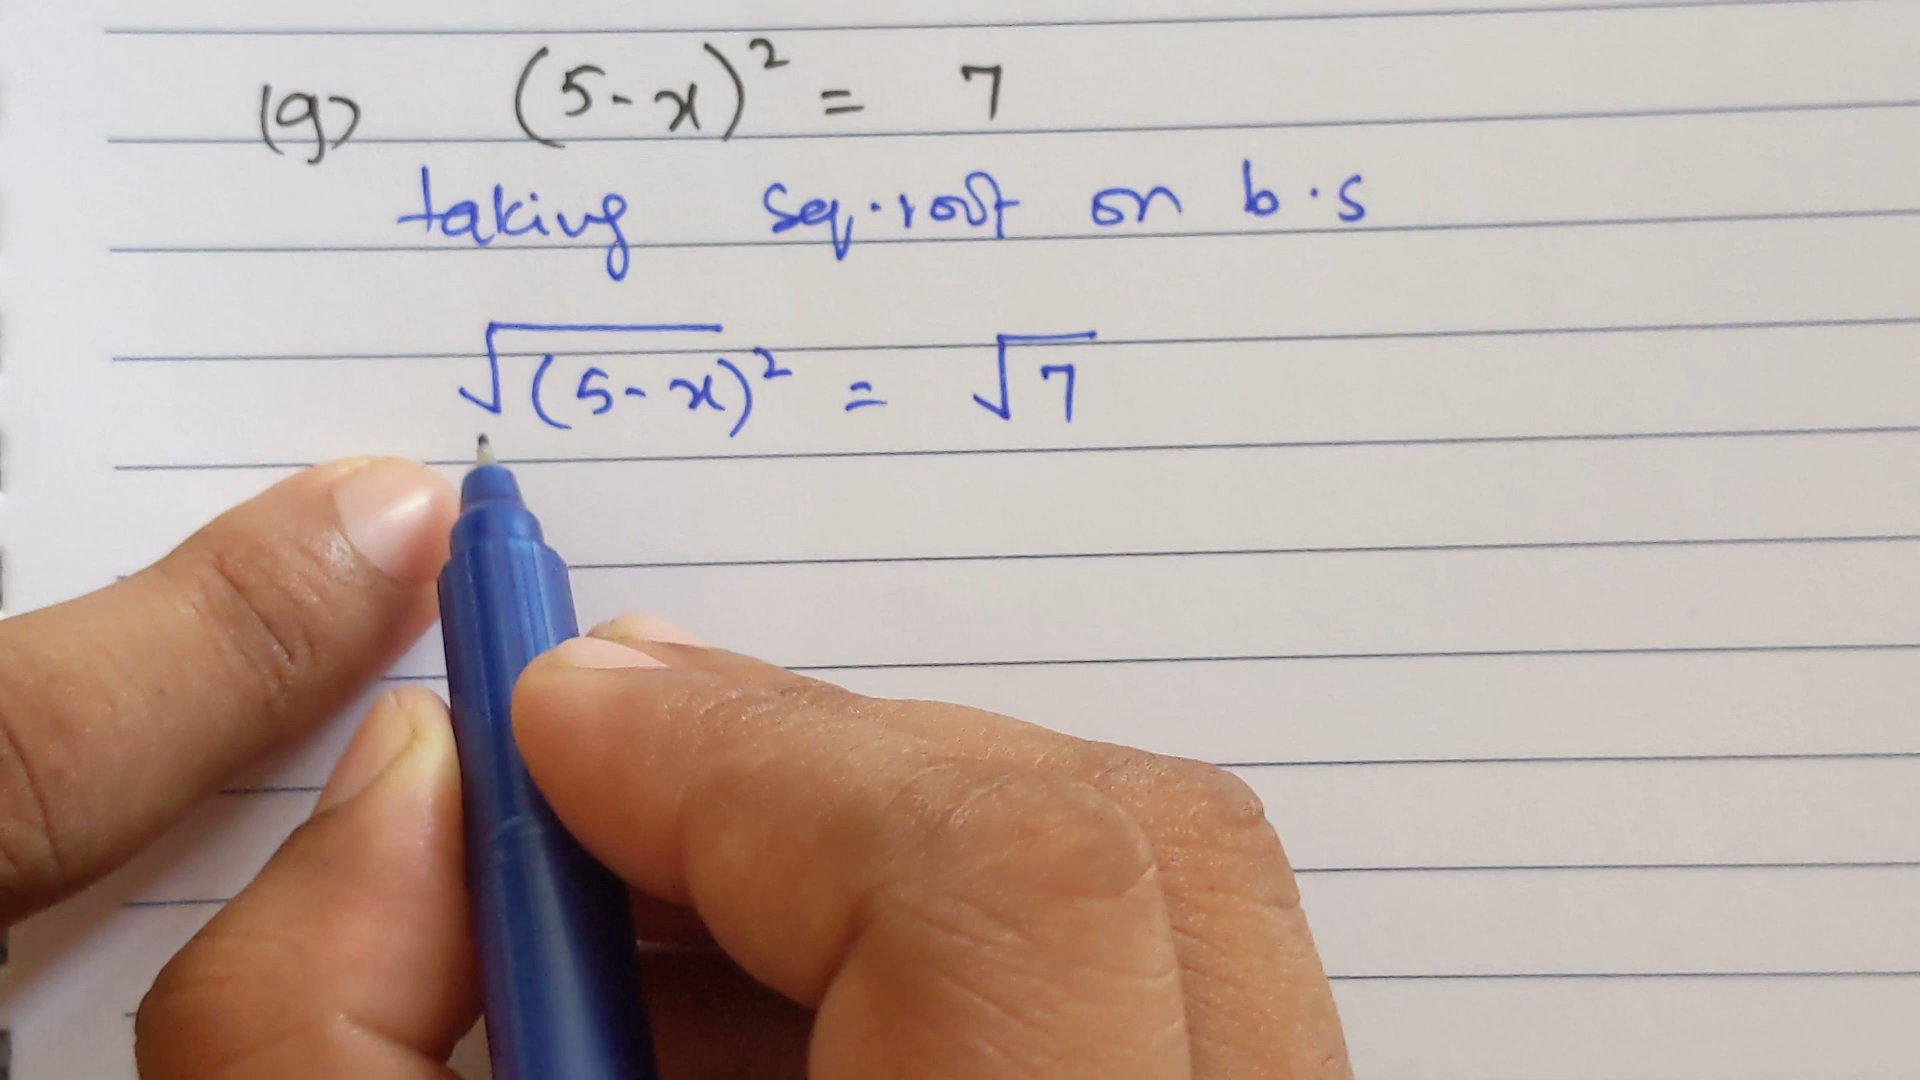 (g) (5-x)² = 7
taking sq.root on b.s
√(5-x)² = √7